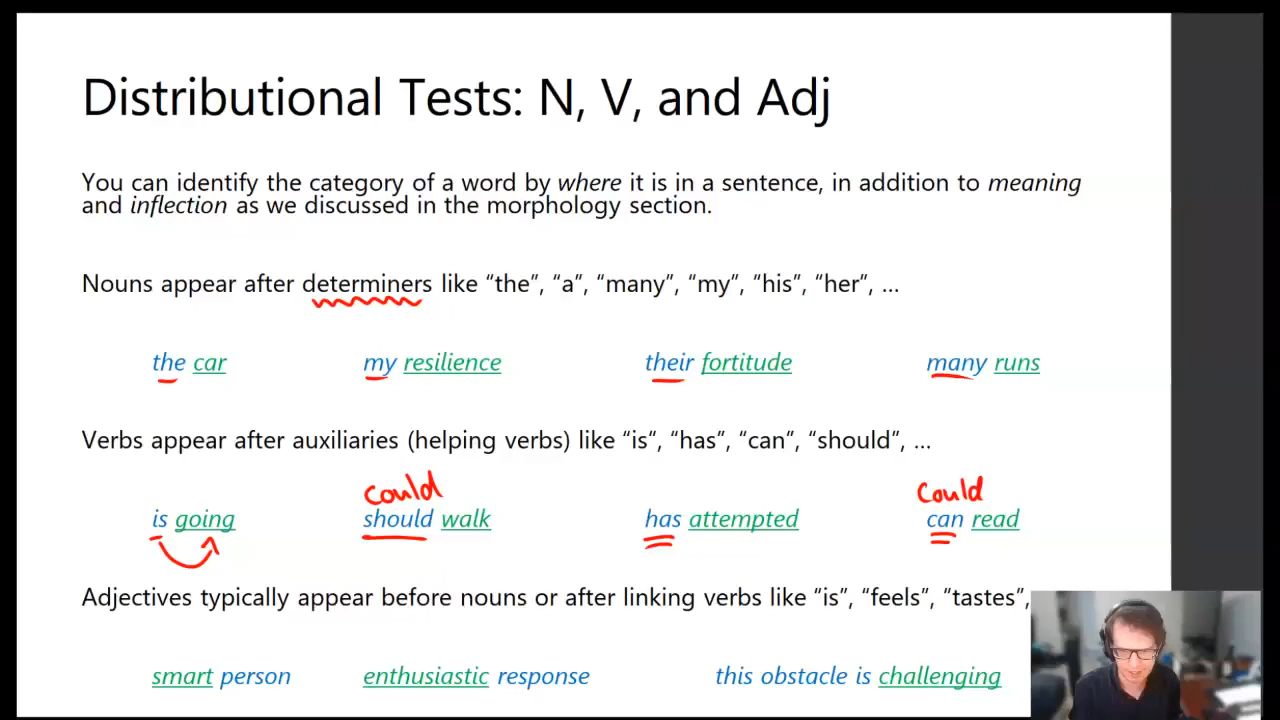 Distributional Tests: N, V, and Adj
You can identify the category of a word by where it is in a sentence, in addition to meaning
and inflection as we discussed in the morphology section.
Nouns appear after determiners like “the”, “a”, “many”, “my”, “his”, “her”, ...
the car my resilience their fortitude many runs
Verbs appear after auxiliaries (helping verbs) like “is”, “has”, “can”, “should”, ...
could could
is going should walk has attempted can read
Adjectives typically appear before nouns or after linking verbs like “is”, “feels”, “tastes”,
smart person enthusiastic response this obstacle is challenging